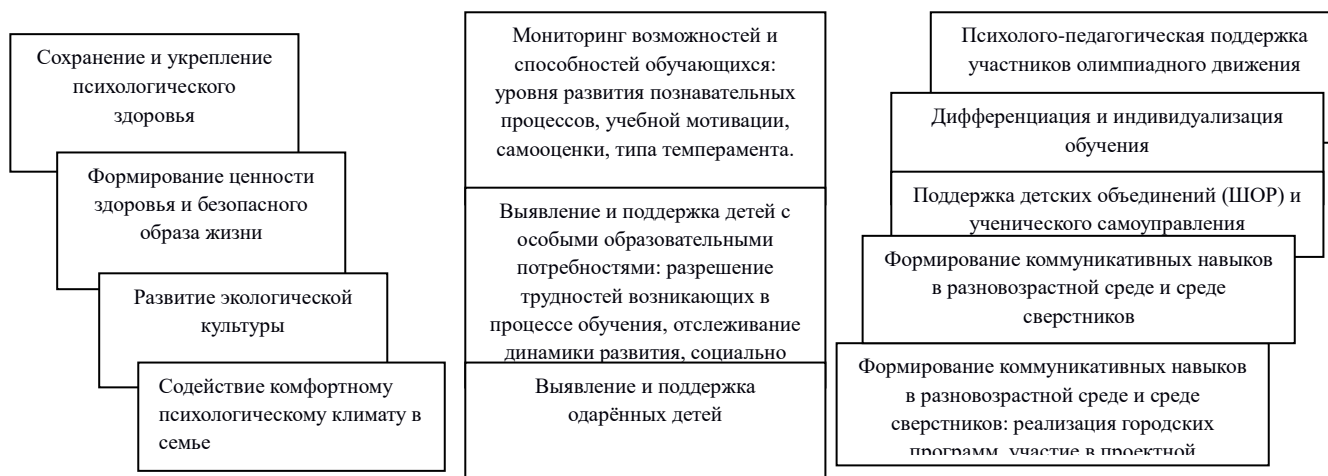 Сохранение и укрепление
психологического
здоровья
Формирование ценности
здоровья и безопасного
образа жизни
Развитие экологической
культуры
Содействие комфортному
психологическому климату в
семье
Мониторинг возможностей и
способностей обучающихся:
уровня развития познавательных
процессов, учебной мотивации,
самооценки, типа темперамента.
Выявление и поддержка детей с
особыми образовательными
потребностями: разрешение
трудностей возникающих в
процессе обучения, отслеживание
динамики развития, социально
Выявление и поддержка
одарённых детей
Психолого-педагогическая поддержка
участников олимпиадного движения
Дифференциация и индивидуализация
обучения
Поддержка детских объединений (ШОР) и
ученического самоуправления
Формирование коммуникативных навыков
в разновозрастной среде и среде
сверстников
Формирование коммуникативных навыков
в разновозрастной среде и среде
сверстников: реализация городских
программ, участие в проектной